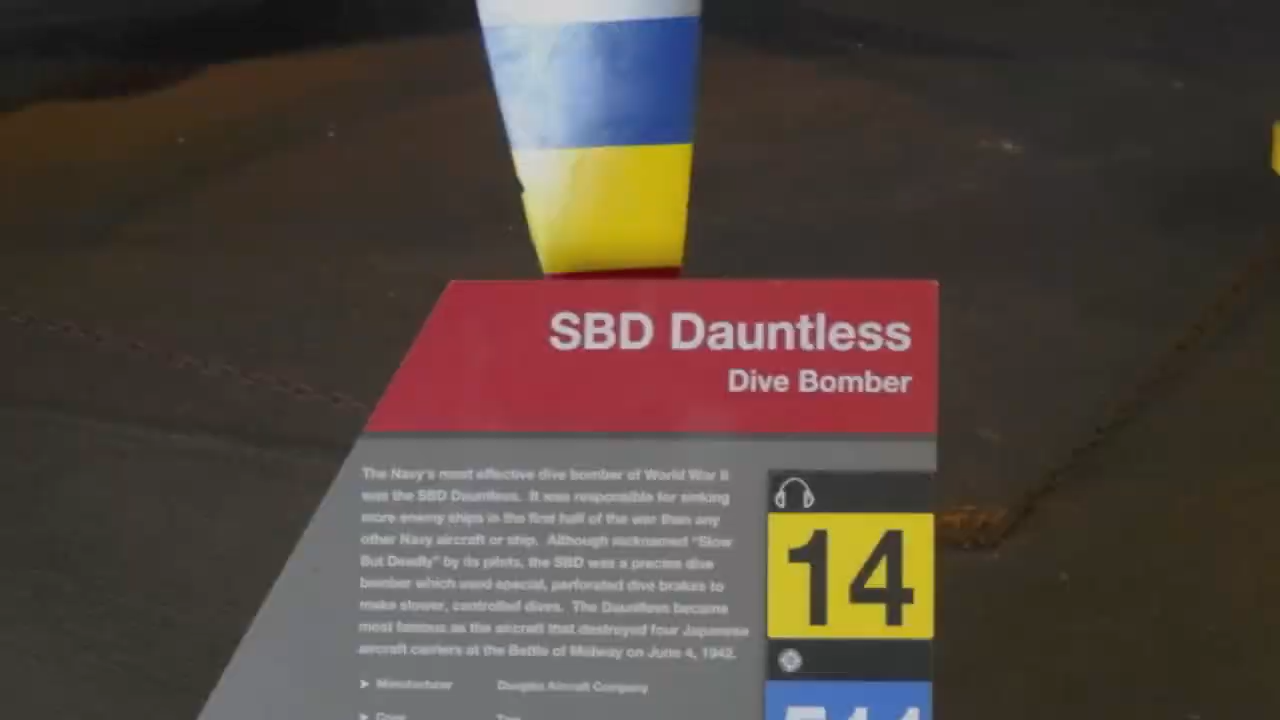 SBD Dauntless
Dive Bomber
The Navy's most effective dive bomber of World War II
was the SBD Dauntless. It was responsible for sinking
more enemy ships in the first half of the war than any
other Navy aircraft or ship. Although nicknamed "Slow
But Deadly" by its pilots, the SBD was a precise dive
bomber which used special, perforated dive brakes to
make slower, controlled dives. The Dauntless became
most famous as the aircraft that destroyed four Japanese
aircraft carriers at the Battle of Midway on June 4, 1942.
➤ Manufacturer Douglas Aircraft Company
➤ Crew Two
14